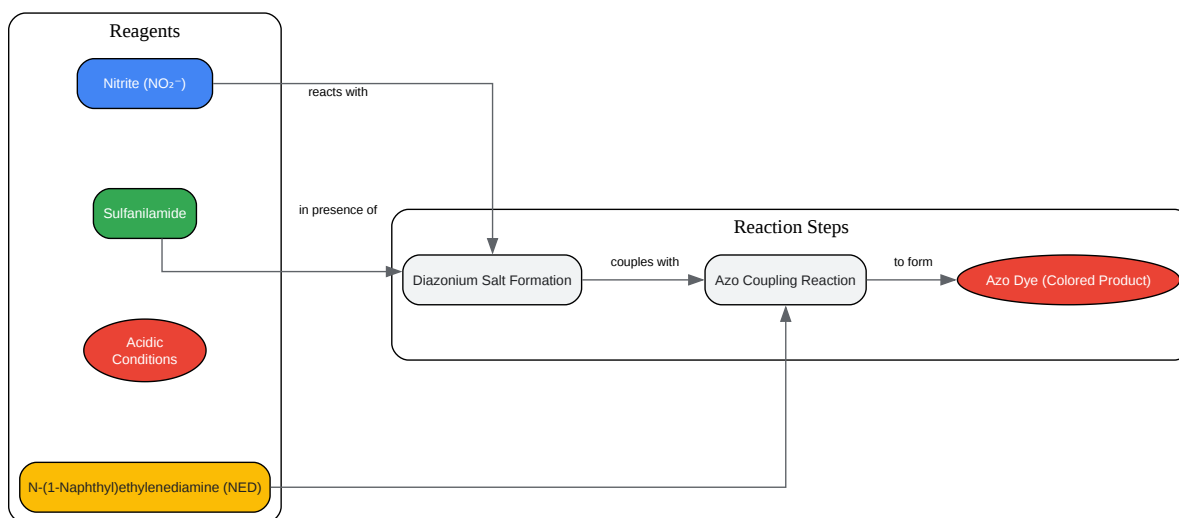 Reagents
Nitrite (NO₂⁻)
reacts with
Sulfanilamide
in presence of
Reaction Steps
Diazonium Salt Formation
couples with
Azo Coupling Reaction
to form
Azo Dye (Colored Product)
Acidic
Conditions
N-(1-Naphthyl)ethylenediamine (NED)